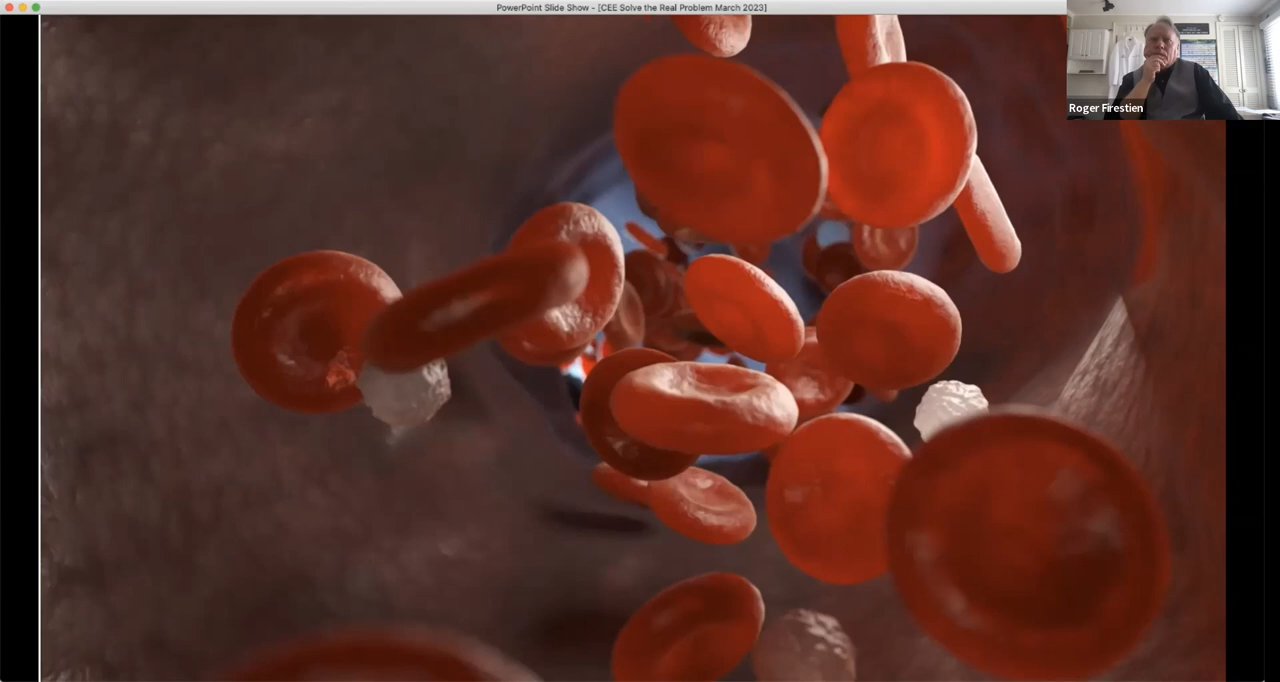 PowerPoint Slide Show - [CEE Solve the Real Problem March 2023]
Roger Firestien